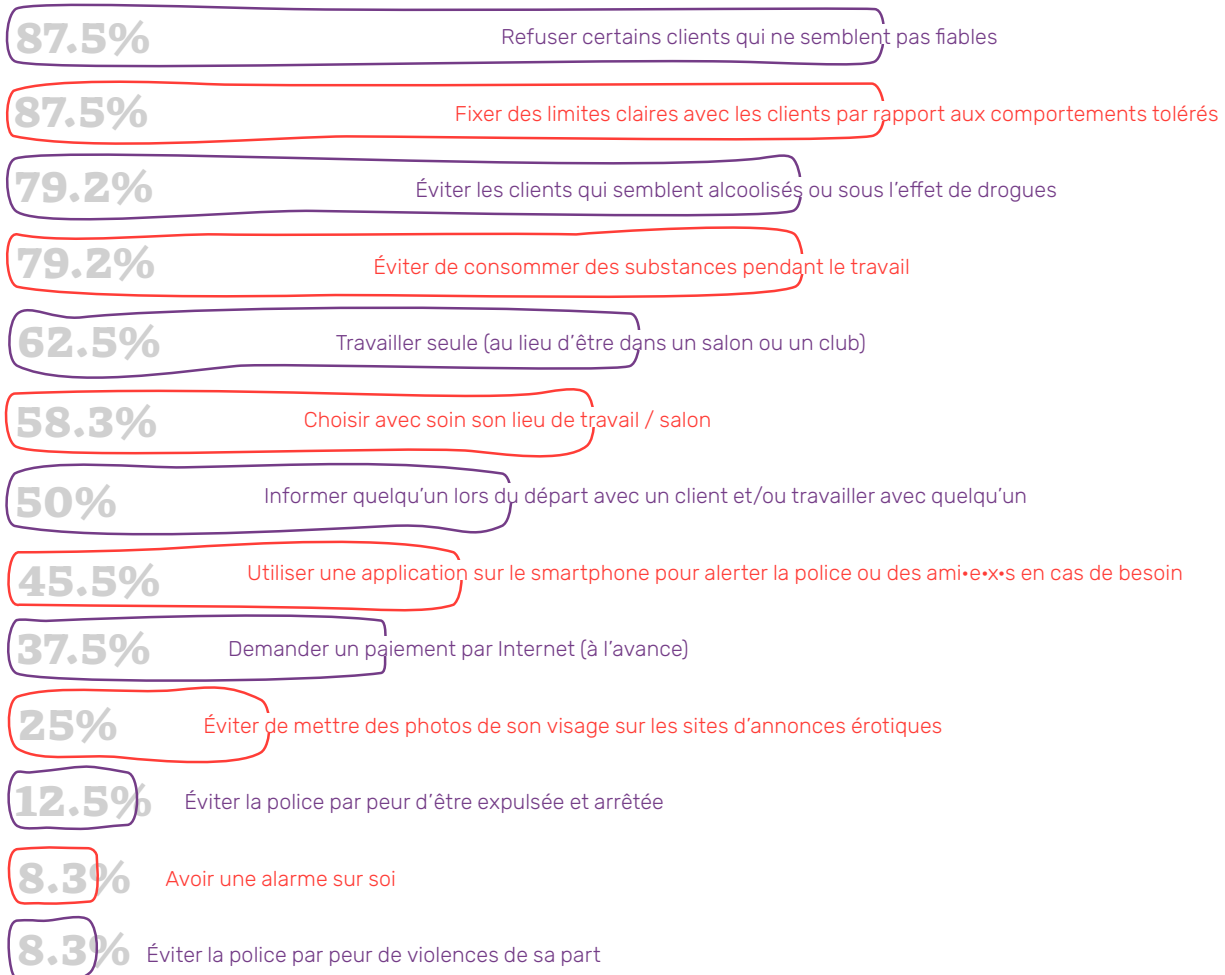 87.5% Refuser certains clients qui ne semblent pas fiables
87.5% Fixer des limites claires avec les clients par rapport aux comportements tolérés
79.2% Éviter les clients qui semblent alcoolisés ou sous l'effet de drogues
79.2% Éviter de consommer des substances pendant le travail
62.5% Travailler seule (au lieu d'être dans un salon ou un club)
58.3% Choisir avec soin son lieu de travail / salon
50% Informer quelqu'un lors du départ avec un client et/ou travailler avec quelqu'un
45.5% Utiliser une application sur le smartphone pour alerter la police ou des ami•e•x•s en cas de besoin
37.5% Demander un paiement par Internet (à l'avance)
25% Éviter de mettre des photos de son visage sur les sites d'annonces érotiques
12.5% Éviter la police par peur d'être expulsée et arrêtée
8.3% Avoir une alarme sur soi
8.3% Éviter la police par peur de violences de sa part